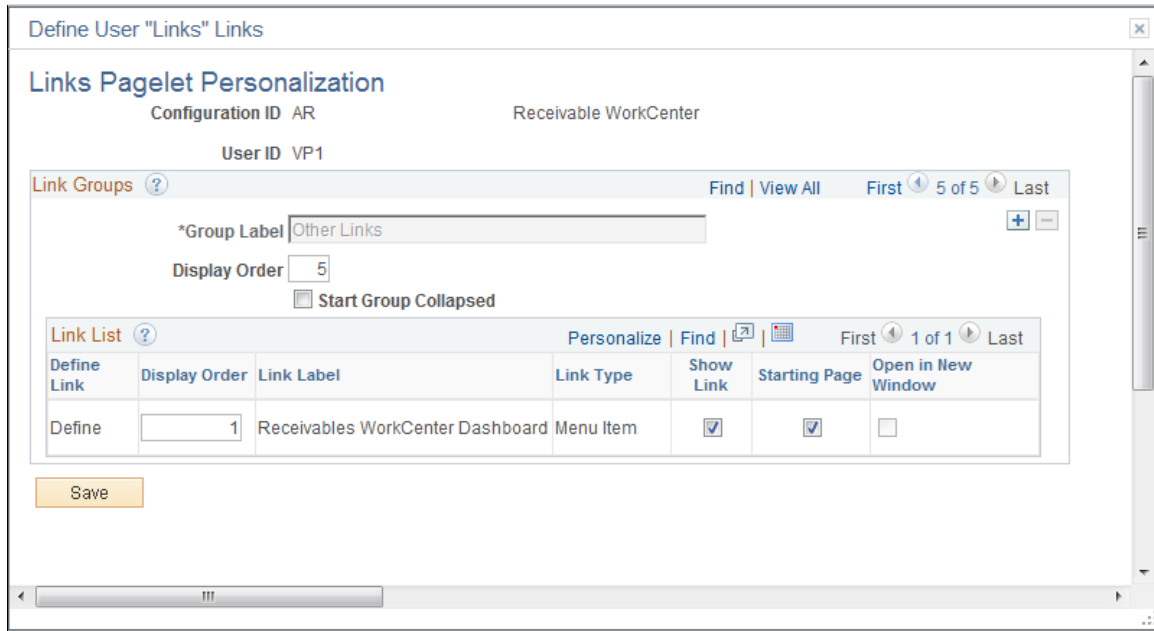 Define User "Links" Links
Links Pagelet Personalization
Configuration ID AR Receivable WorkCenter
User ID VP1
Link Groups ? Find | View All First 5 of 5 Last
*Group Label Other Links
Display Order 5
Start Group Collapsed
Link List ? Personalize | Find | | First 1 of 1 Last
Define Link Display Order Link Label Link Type Show Link Starting Page Open in New Window
Define 1 Receivables WorkCenter Dashboard Menu Item
Save